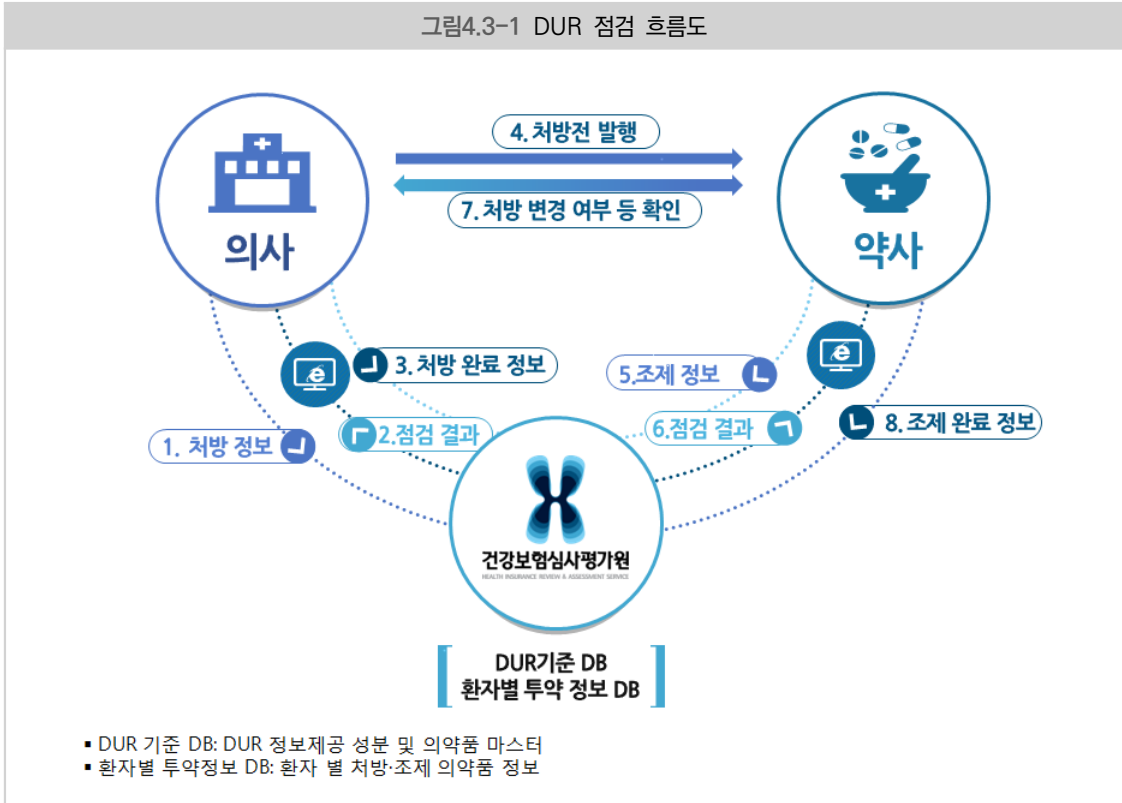 그림4.3-1 DUR 점검 흐름도
4. 처방전 발행
7. 처방 변경 여부 등 확인
의사
약사
3. 처방 완료 정보
5.조제 정보
1. 처방 정보
2.점검 결과
6.점검 결과
8. 조제 완료 정보
건강보험심사평가원
HEALTH INSURANCE REVIEW & ASSESSMENT SERVICE
DUR기준 DB
환자별 투약 정보 DB
▪ DUR 기준 DB: DUR 정보제공 성분 및 의약품 마스터
▪ 환자별 투약정보 DB: 환자 별 처방·조제 의약품 정보